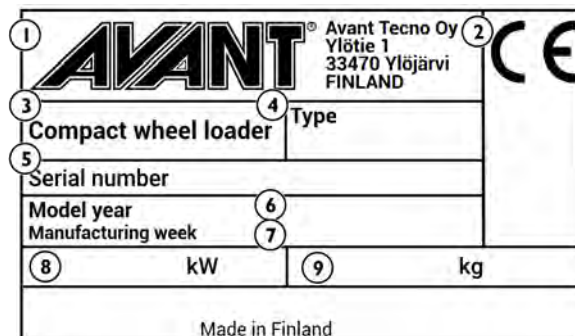 1 AVANT® Avant Tecno Oy 2 CE
Ylötie 1
33470 Ylöjärvi
FINLAND
3 4
Compact wheel loader Type
5
Serial number
Model year 6
Manufacturing week 7
8 kW 9 kg
Made in Finland